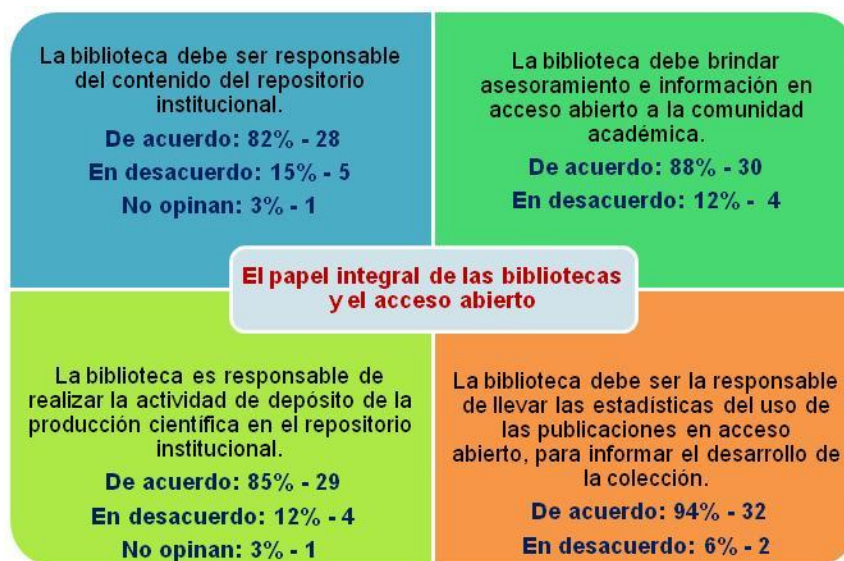 La biblioteca debe ser responsable
del contenido del repositorio
institucional.
De acuerdo: 82% - 28
En desacuerdo: 15% - 5
No opinan: 3% - 1
La biblioteca debe brindar
asesoramiento e información en
acceso abierto a la comunidad
académica.
De acuerdo: 88% - 30
En desacuerdo: 12% - 4
El papel integral de las bibliotecas
y el acceso abierto
La biblioteca es responsable de
realizar la actividad de depósito de la
producción científica en el repositorio
institucional.
De acuerdo: 85% - 29
En desacuerdo: 12% - 4
No opinan: 3% - 1
La biblioteca debe ser la responsable
de llevar las estadísticas del uso de
las publicaciones en acceso
abierto, para informar el desarrollo de
la colección.
De acuerdo: 94% - 32
En desacuerdo: 6% - 2